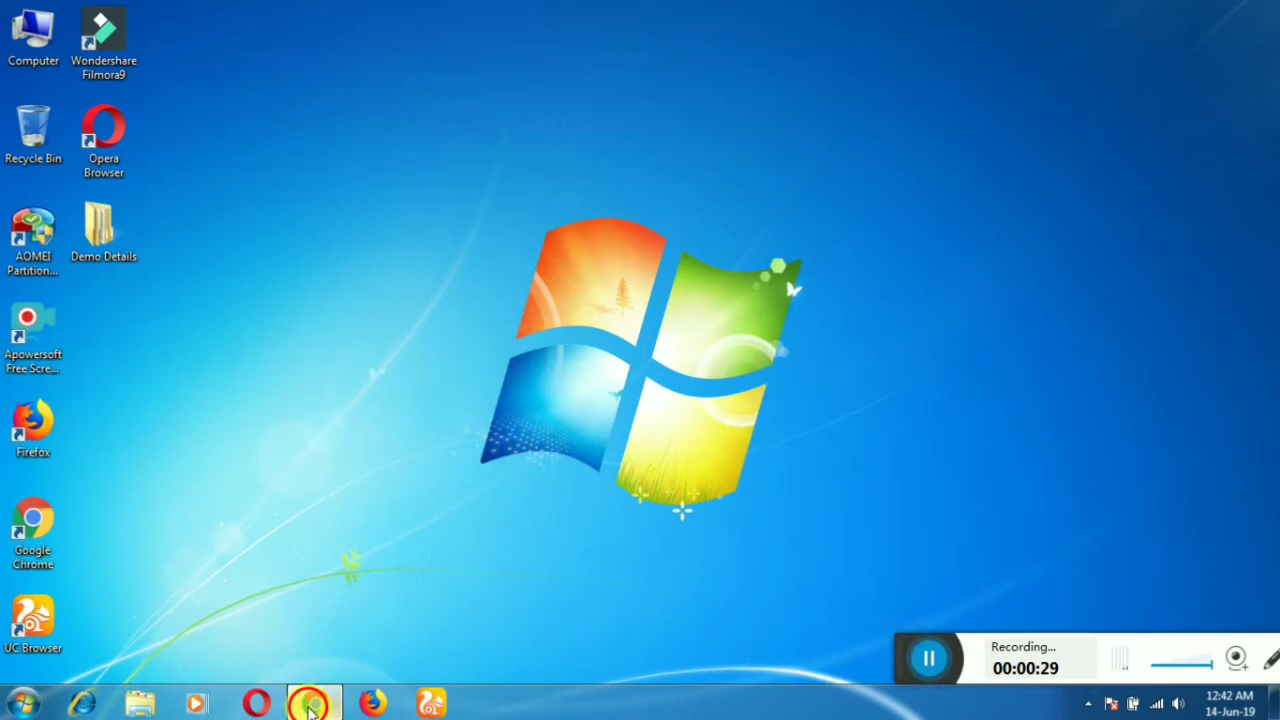 Computer
Wondershare
Filmora9
Recycle Bin
Opera
Browser
AOMEI
Partition...
Demo Details
Apowersoft
Free Scre...
Firefox
Google
Chrome
UC Browser
Recording...
00:00:29
12:42 AM
14-Jun-19